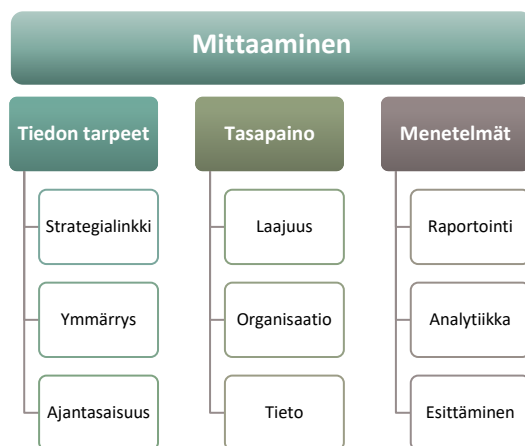 Mittaaminen
Tiedon tarpeet
Strategialinkki
Ymmärrys
Ajantasaisuus
Tasapaino
Laajuus
Organisaatio
Tieto
Menetelmät
Raportointi
Analytiikka
Esittäminen